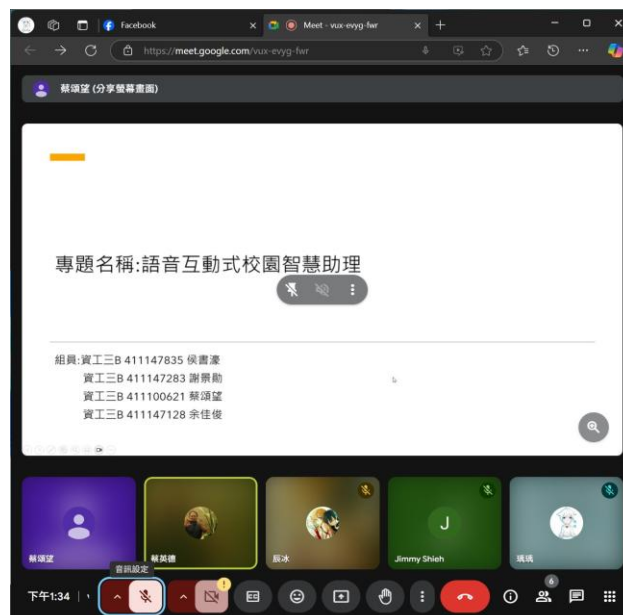 Facebook
Meet - vux-evyg-fwr
https://meet.google.com/vux-evyg-fwr
蔡頌望 (分享螢幕畫面)
專題名稱:語音互動式校園智慧助理
組員:資工三B 411147835 侯書濠
資工三B 411147283 謝景勛
資工三B 411100621 蔡頌望
資工三B 411147128 余佳俊
蔡頌望
蔡英德
辰冰
J
Jimmy Shieh
瑀瑀
音訊設定
下午1:34
6